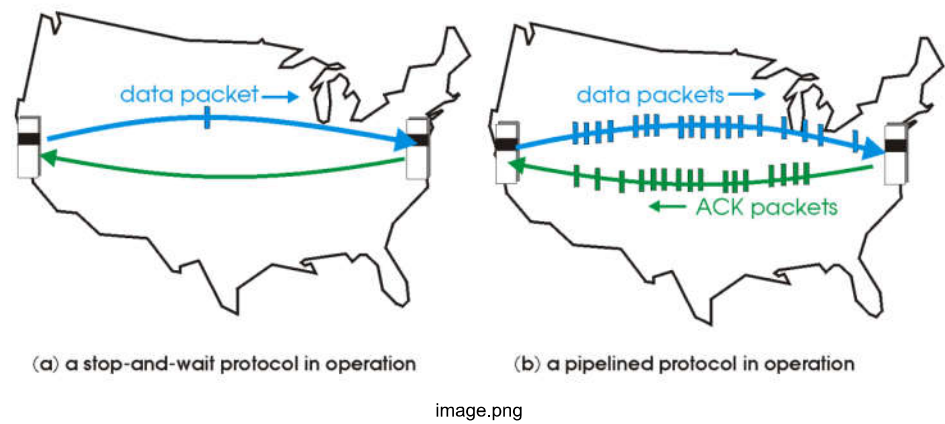 data packet
(a) a stop-and-wait protocol in operation
data packets
ACK packets
(b) a pipelined protocol in operation
image.png